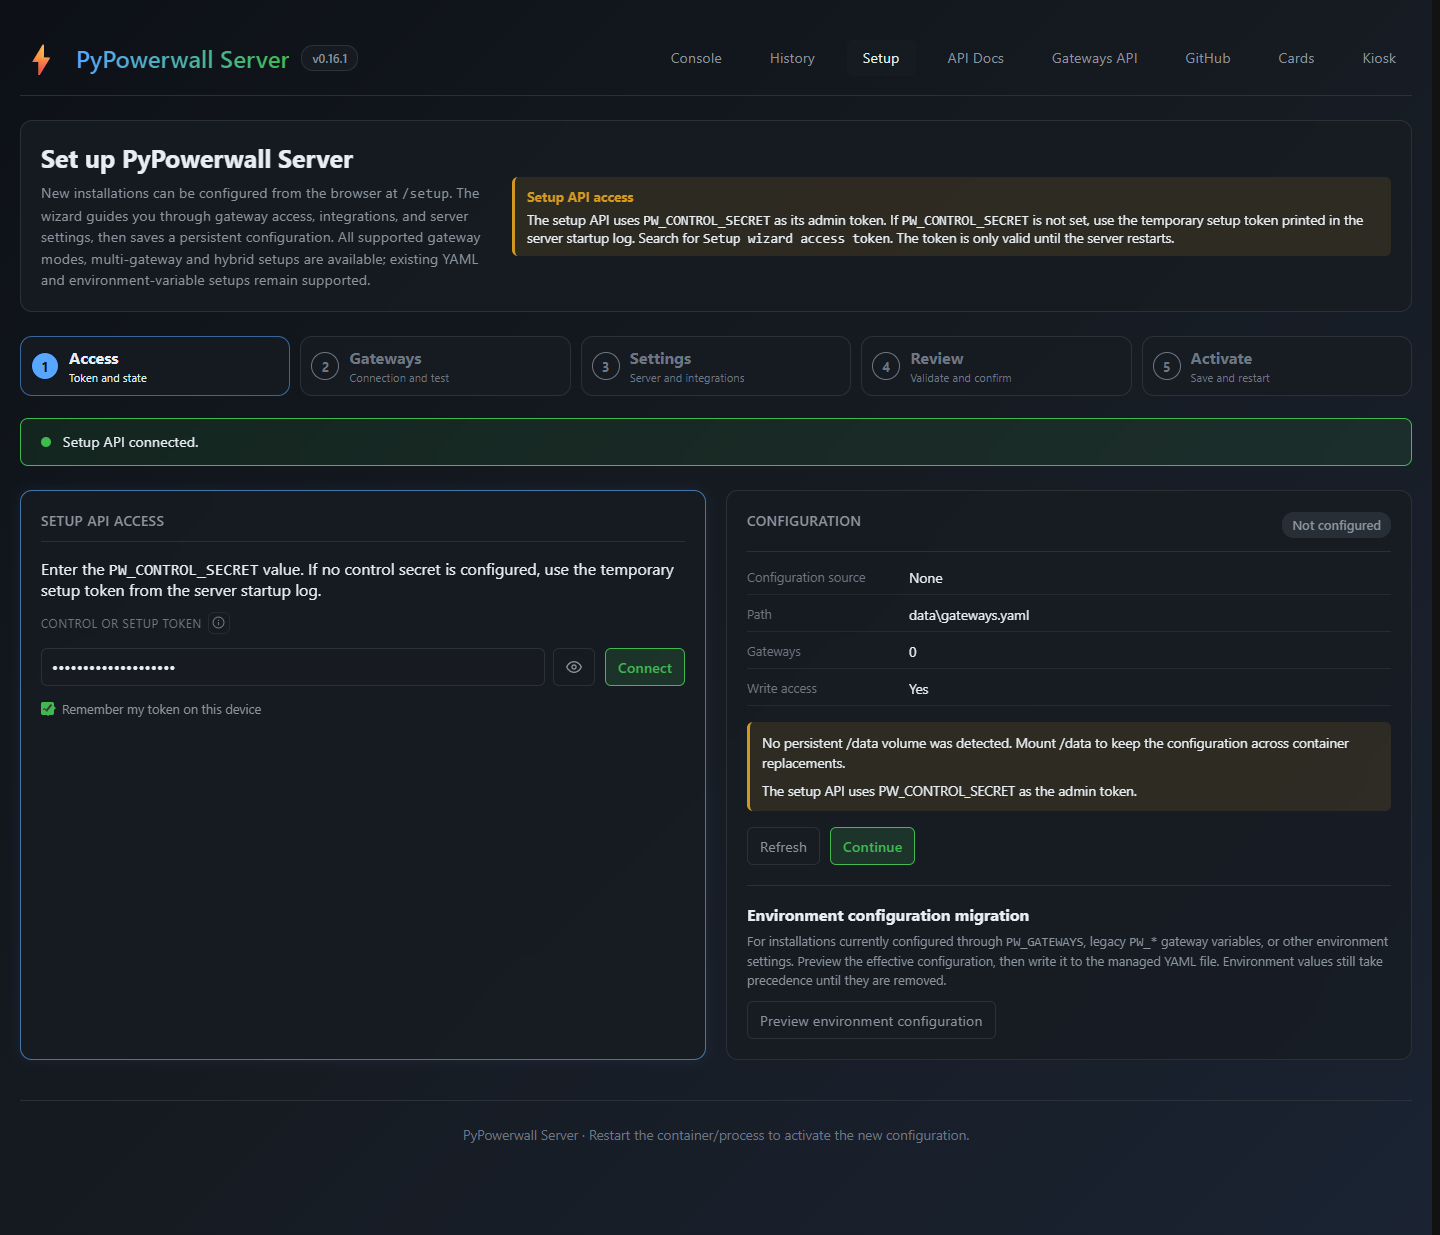 PyPowerwall Server
v0.16.1
Console
History
Setup
API Docs
Gateways API
GitHub
Cards
Kiosk
Set up PyPowerwall Server
New installations can be configured from the browser at /setup. The
wizard guides you through gateway access, integrations, and server
settings, then saves a persistent configuration. All supported gateway
modes, multi-gateway and hybrid setups are available; existing YAML
and environment-variable setups remain supported.
Setup API access
The setup API uses PW_CONTROL_SECRET as its admin token. If PW_CONTROL_SECRET is not set, use the temporary setup token printed in the
server startup log. Search for Setup wizard access token. The token is only valid until the server restarts.
1
Access
Token and state
2
Gateways
Connection and test
3
Settings
Server and integrations
4
Review
Validate and confirm
5
Activate
Save and restart
Setup API connected.
SETUP API ACCESS
Enter the PW_CONTROL_SECRET value. If no control secret is configured, use the temporary
setup token from the server startup log.
CONTROL OR SETUP TOKEN
••••••••••••••••••••
Connect
Remember my token on this device
CONFIGURATION
Not configured
Configuration source
None
Path
data\gateways.yaml
Gateways
0
Write access
Yes
No persistent /data volume was detected. Mount /data to keep the configuration across container
replacements.
The setup API uses PW_CONTROL_SECRET as the admin token.
Refresh
Continue
Environment configuration migration
For installations currently configured through PW_GATEWAYS, legacy PW_* gateway variables, or other environment
settings. Preview the effective configuration, then write it to the managed YAML file. Environment values still take
precedence until they are removed.
Preview environment configuration
PyPowerwall Server · Restart the container/process to activate the new configuration.